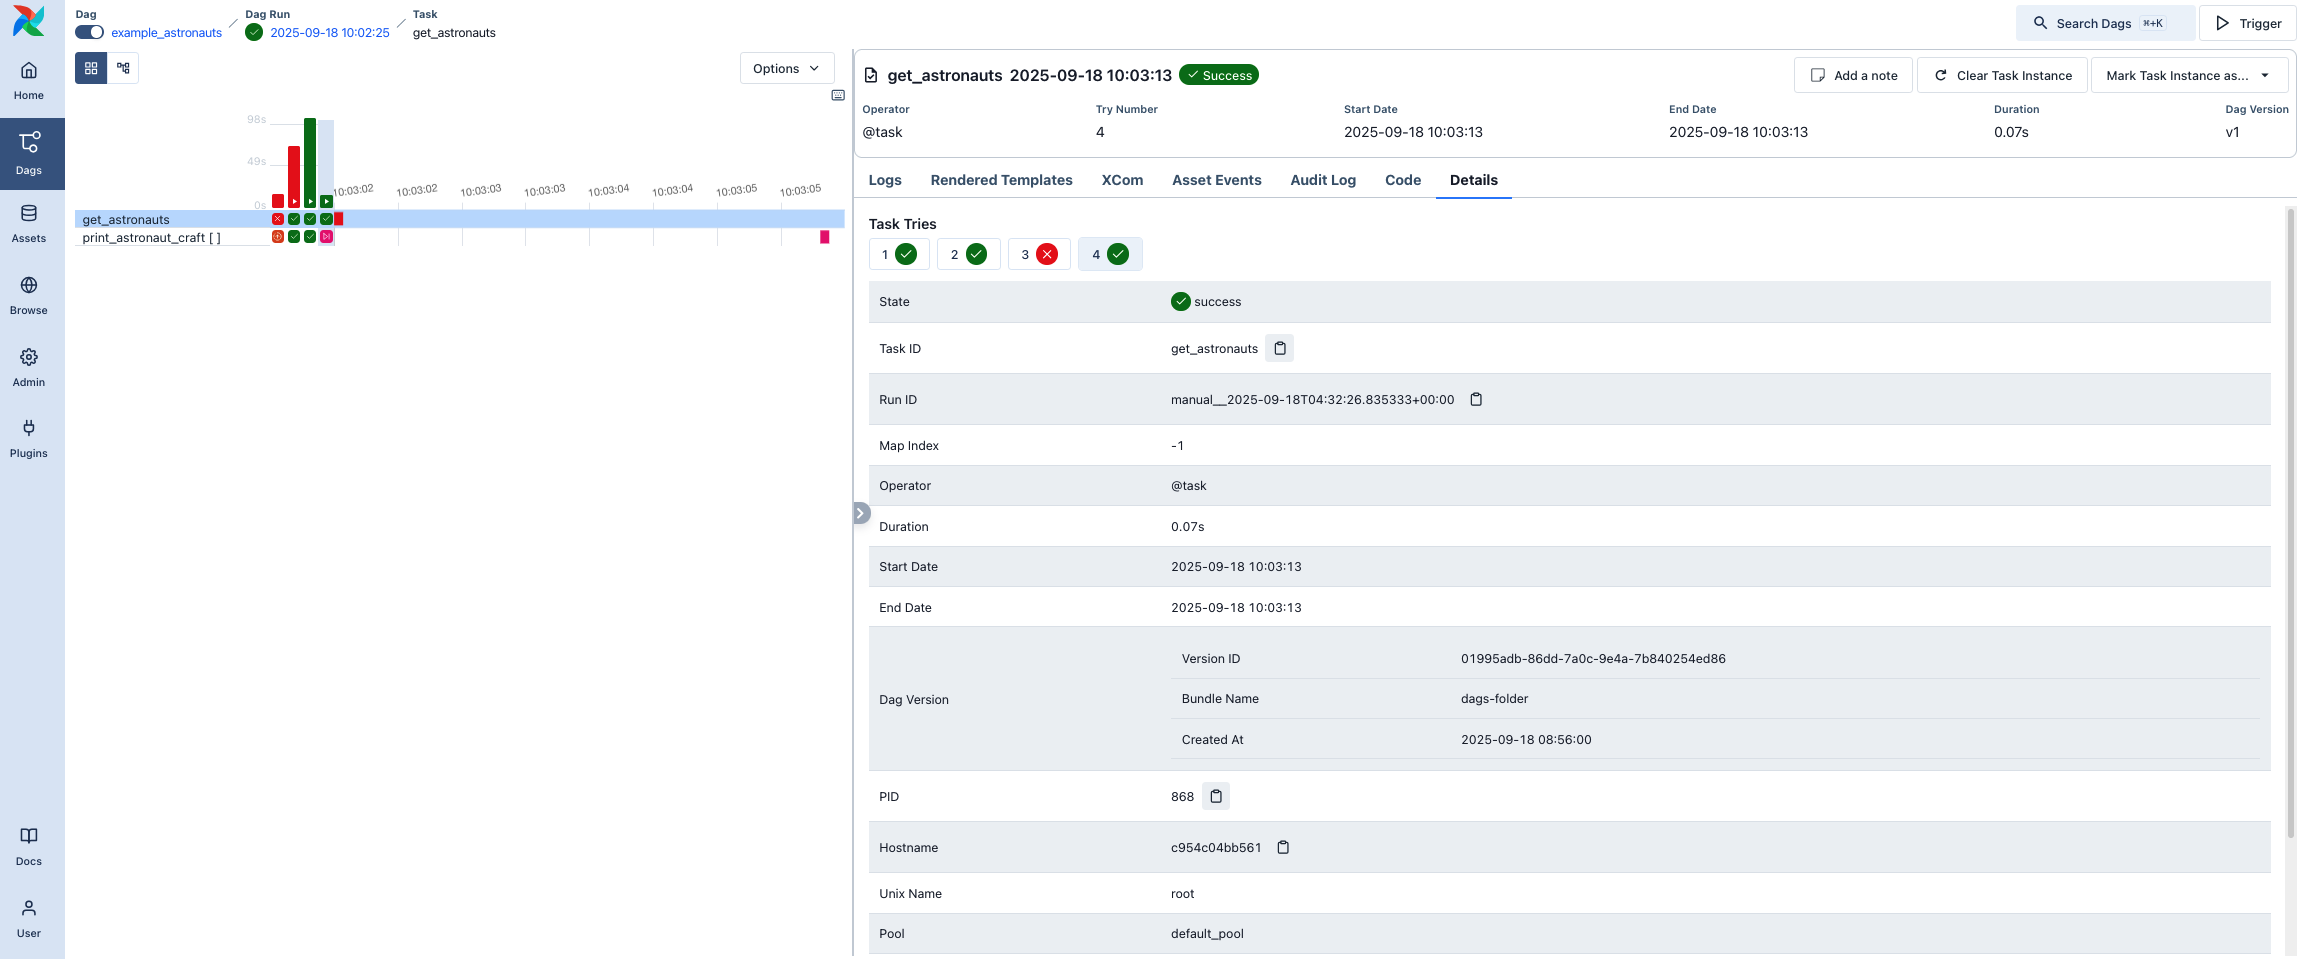 Dag
example_astronauts
Dag Run
2025-09-18 10:02:25
Task
get_astronauts
Search Dags ⌘+K
Trigger
Home
Dags
Assets
Browse
Admin
Plugins
Docs
User
Options
98s
49s
0s
10:03:02 10:03:02 10:03:03 10:03:03 10:03:04 10:03:04 10:03:05 10:03:05
get_astronauts
print_astronaut_craft [ ]
get_astronauts 2025-09-18 10:03:13 Success
Add a note
Clear Task Instance
Mark Task Instance as...
Operator Try Number Start Date End Date Duration Dag Version
@task 4 2025-09-18 10:03:13 2025-09-18 10:03:13 0.07s v1
Logs Rendered Templates XCom Asset Events Audit Log Code Details
Task Tries
1 2 3 4
State success
Task ID get_astronauts
Run ID manual__2025-09-18T04:32:26.835333+00:00
Map Index -1
Operator @task
Duration 0.07s
Start Date 2025-09-18 10:03:13
End Date 2025-09-18 10:03:13
Dag Version
Version ID 01995adb-86dd-7a0c-9e4a-7b840254ed86
Bundle Name dags-folder
Created At 2025-09-18 08:56:00
PID 868
Hostname c954c04bb561
Unix Name root
Pool default_pool